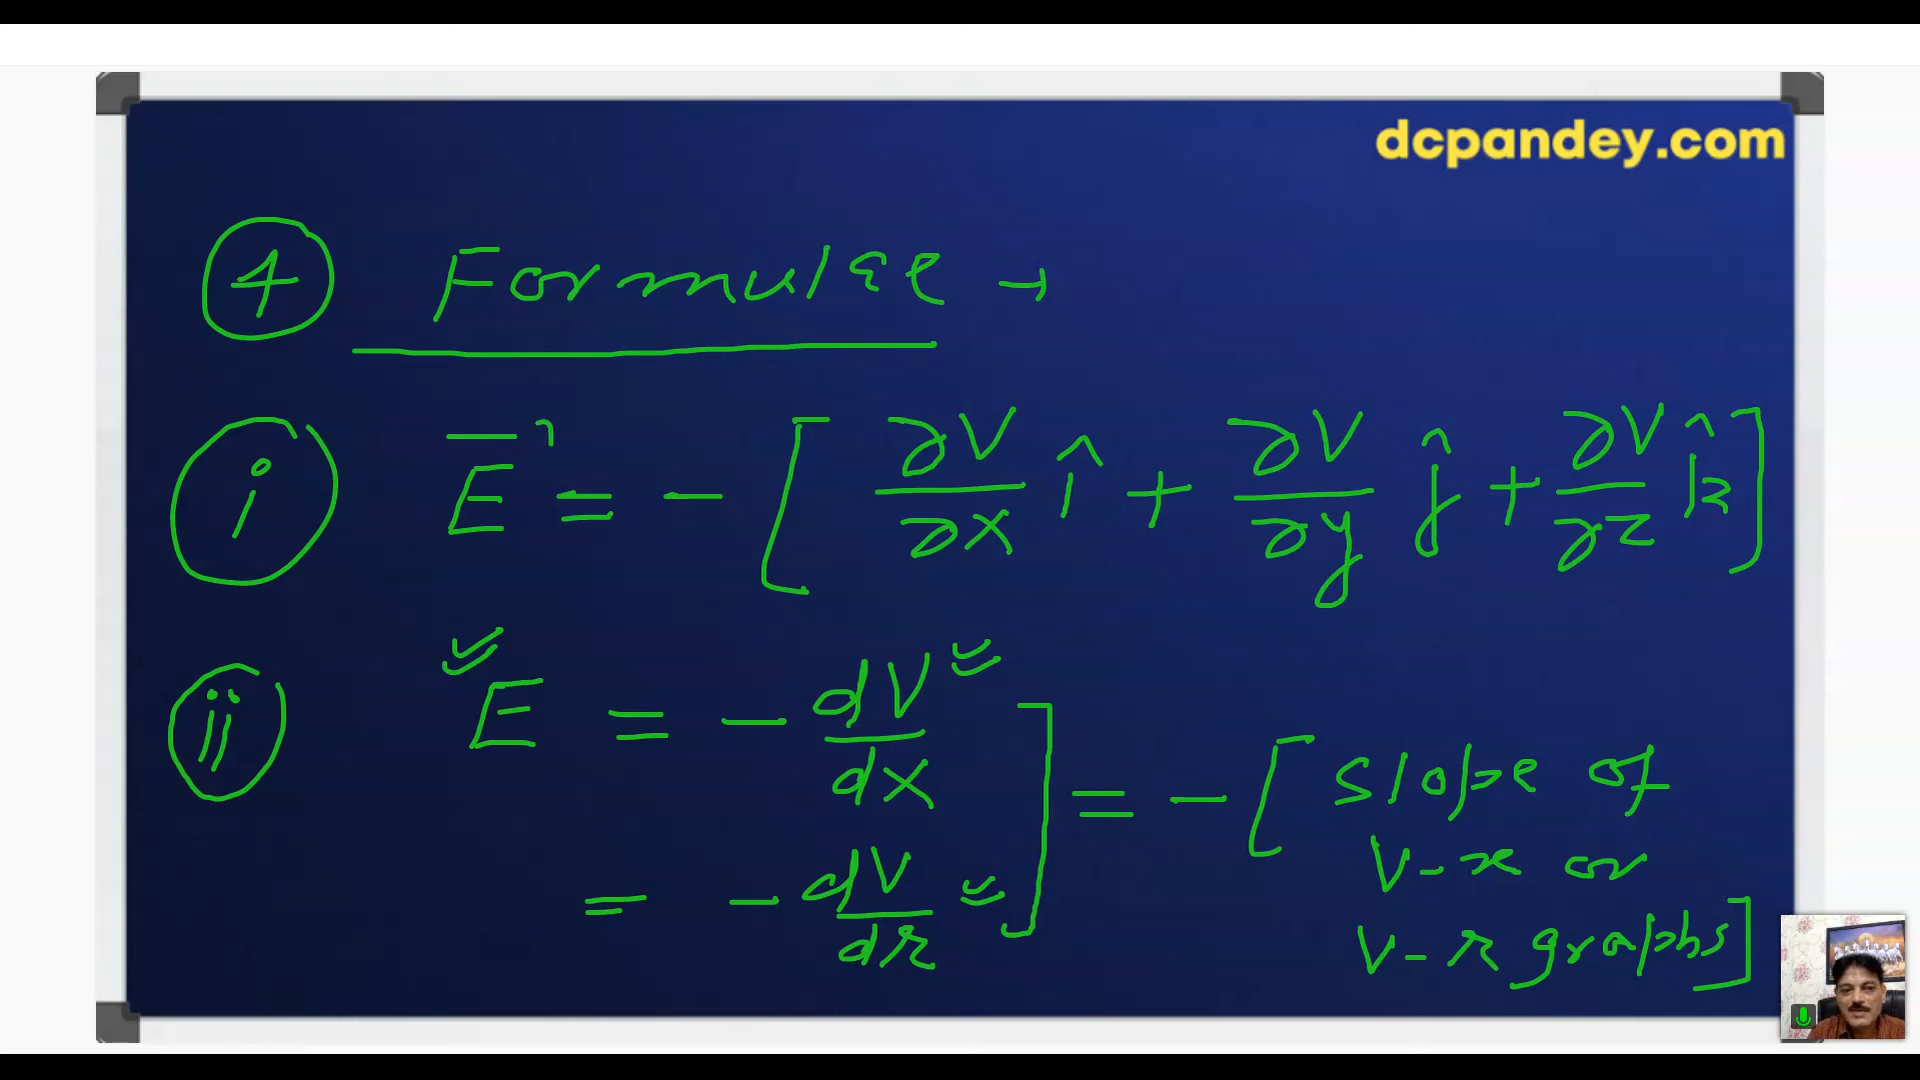 dcpandey.com
4 Formulae →
i E⃗ = - [ ∂V/∂x î + ∂V/∂y ĵ + ∂V/∂z k̂ ]
ii E = - dV/dx ] = - [ slope of
= - dV/dr V-x or
V-r graphs]